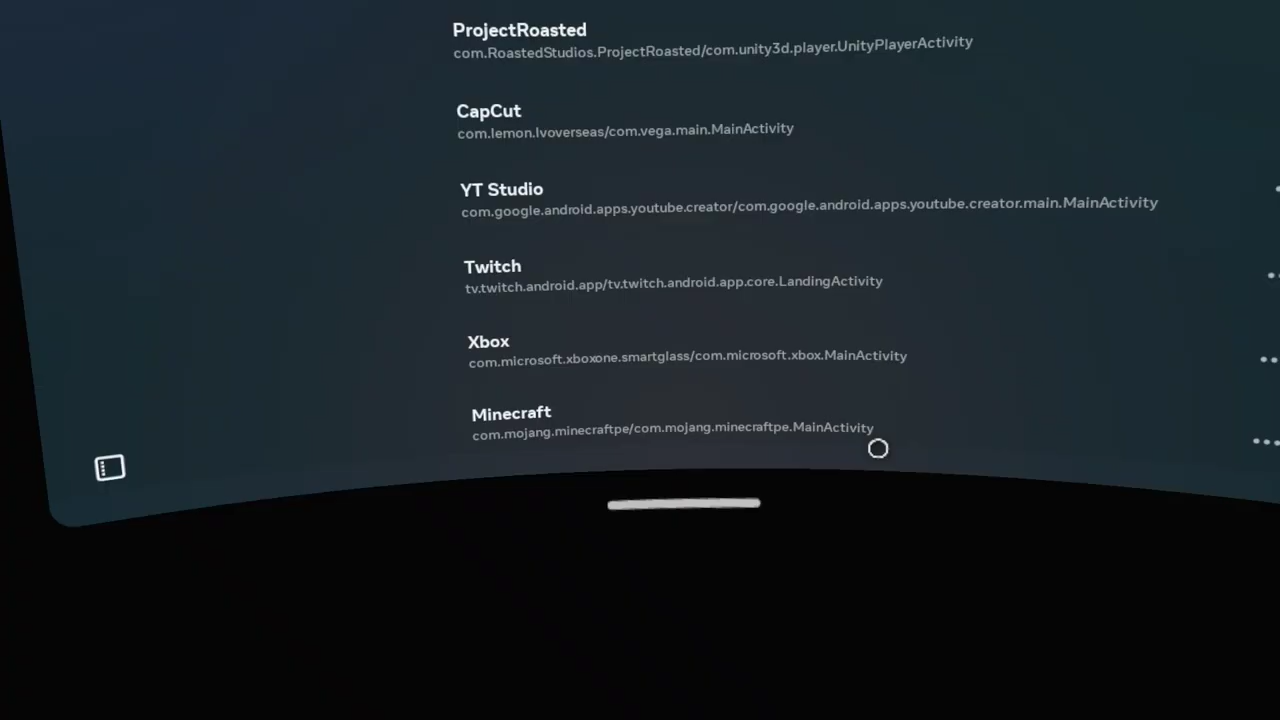 ProjectRoasted
com.RoastedStudios.ProjectRoasted/com.unity3d.player.UnityPlayerActivity
CapCut
com.lemon.lvoverseas/com.vega.main.MainActivity
YT Studio
com.google.android.apps.youtube.creator/com.google.android.apps.youtube.creator.main.MainActivity
Twitch
tv.twitch.android.app/tv.twitch.android.app.core.LandingActivity
Xbox
com.microsoft.xboxone.smartglass/com.microsoft.xbox.MainActivity
Minecraft
com.mojang.minecraftpe/com.mojang.minecraftpe.MainActivity